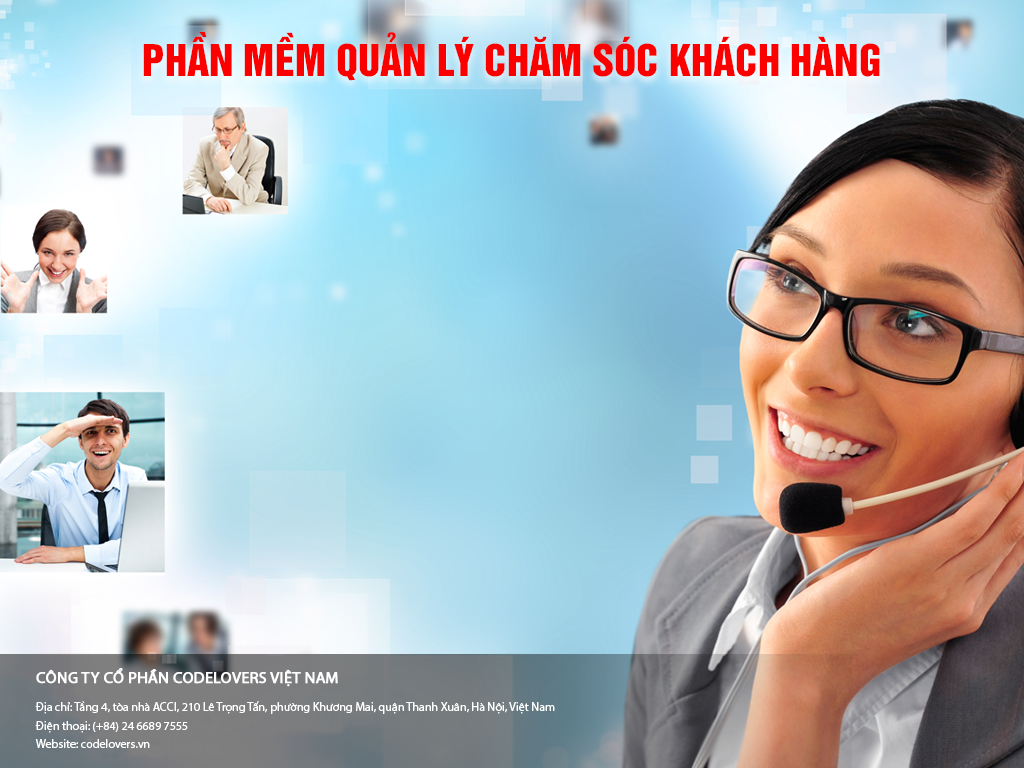 PHẦN MỀM QUẢN LÝ CHĂM SÓC KHÁCH HÀNG
CÔNG TY CỔ PHẦN CODELOVERS VIỆT NAM
Địa chỉ: Tầng 4, tòa nhà ACCI, 210 Lê Trọng Tấn, phường Khương Mai, quận Thanh Xuân, Hà Nội, Việt Nam
Điện thoại: (+84) 24 6689 7555
Website: codelovers.vn